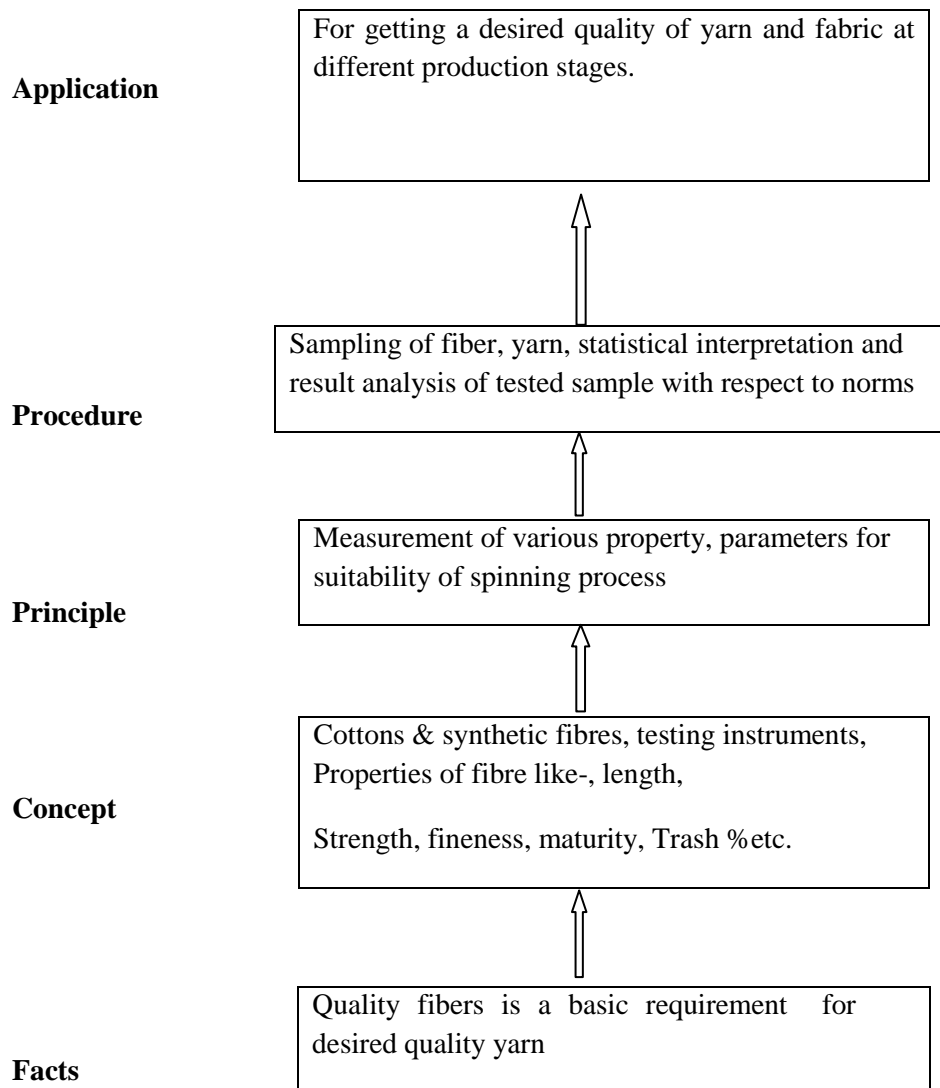 For getting a desired quality of yarn and fabric at
different production stages.
Application
Sampling of fiber, yarn, statistical interpretation and
result analysis of tested sample with respect to norms
Procedure
Measurement of various property, parameters for
suitability of spinning process
Principle
Cottons & synthetic fibres, testing instruments,
Properties of fibre like-, length,
Concept
Strength, fineness, maturity, Trash %etc.
Quality fibers is a basic requirement for
desired quality yarn
Facts